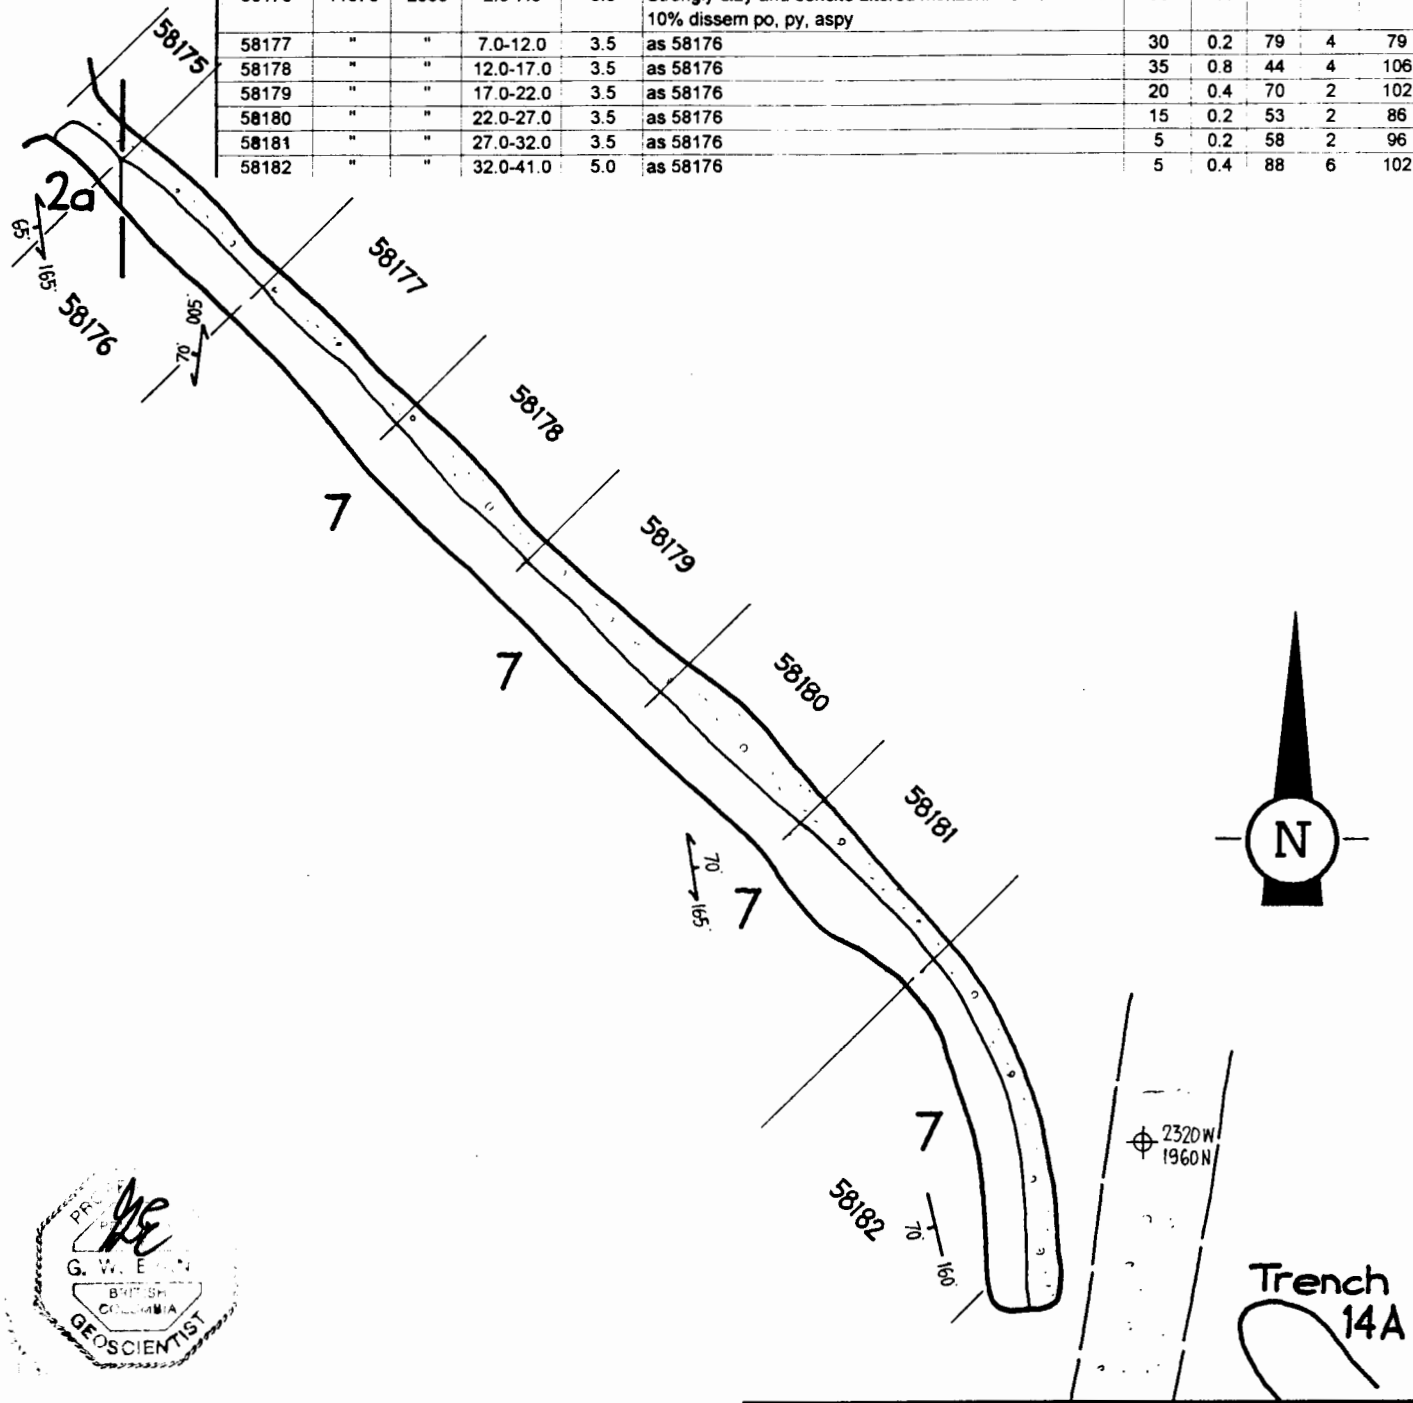 10% dissem po, py, aspy
58177 " " 7.0-12.0 3.5 as 58176 30 0.2 79 4 79
58178 " " 12.0-17.0 3.5 as 58176 35 0.8 44 4 106
58179 " " 17.0-22.0 3.5 as 58176 20 0.4 70 2 102
58180 " " 22.0-27.0 3.5 as 58176 15 0.2 53 2 86
58181 " " 27.0-32.0 3.5 as 58176 5 0.2 58 2 96
58182 " " 32.0-41.0 5.0 as 58176 5 0.4 88 6 102
58175
2a
65°
165°
58176
005°
70°
58177
58178
7
58179
7
58180
58181
70°
165°
7
N
7
58182
70°
160°
2320W
1960N
Trench
14A
G. W.
BRITISH
COLUMBIA
GEOSCIENTIST